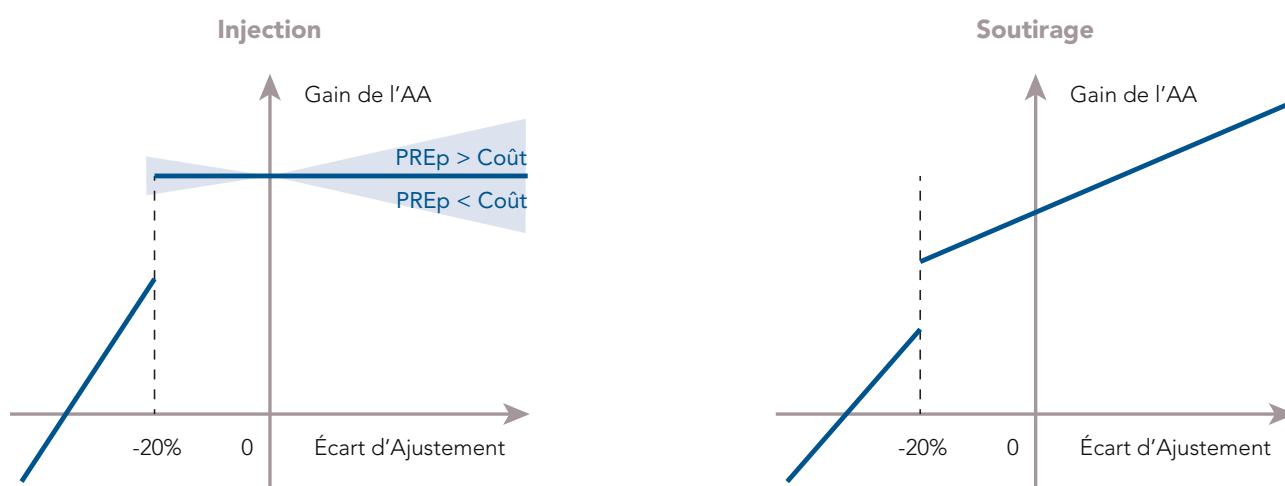 Injection
Gain de l'AA
PREp > Coût
PREp < Coût
-20%
0
Écart d'Ajustement
Soutirage
Gain de l'AA
-20%
0
Écart d'Ajustement